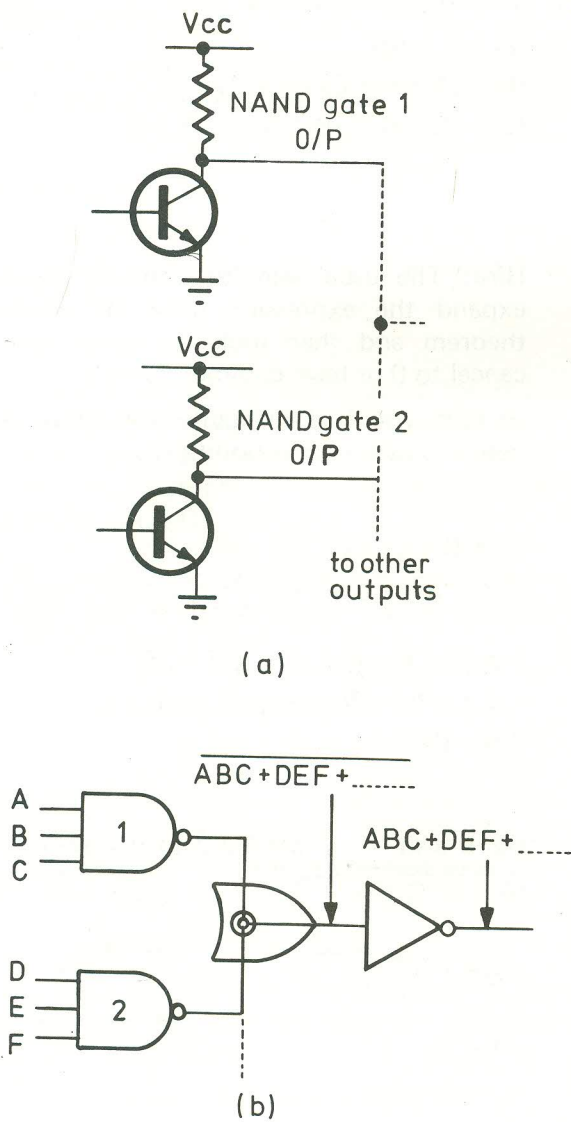 Vcc
NAND gate 1
O/P
Vcc
NAND gate 2
O/P
to other
outputs
(a)
ABC+DEF+
A
B
C
1
ABC+DEF+
D
E
F
2
(b)